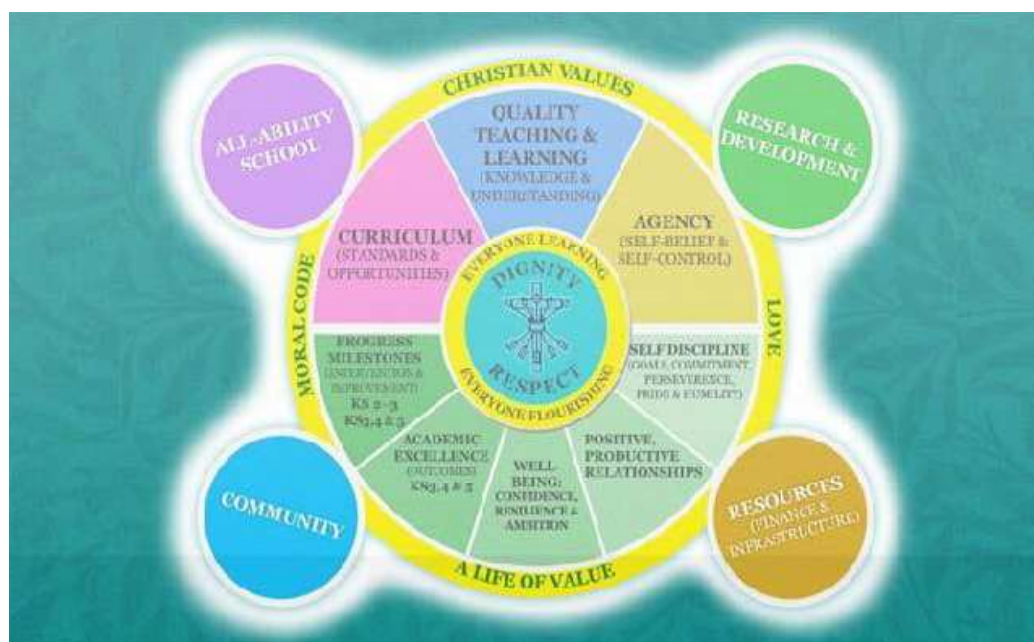 CHRISTIAN VALUES
ALL-ABILITY
SCHOOL
RESEARCH &
DEVELOPMENT
QUALITY
TEACHING &
LEARNING
(KNOWLEDGE &
UNDERSTANDING)
CURRICULUM
(STANDARDS &
OPPORTUNITIES)
AGENCY
(SELF-BELIEF &
SELF-CONTROL)
MORAL CODE
LOVE
EVERYONE LEARNING
DIGNITY
RESPECT
EVERYONE FLOURISHING
PROGRESS
MILESTONES
(INTERVENTION &
IMPROVEMENT)
KS 2-3
KS3,4 & 5
SELF DISCIPLINE
(GOALS, COMMITMENT,
PERSEVERENCE,
PRIDE & HUMILITY)
ACADEMIC
EXCELLENCE
(OUTCOMES)
KS3,4 & 5
WELL
BEING:
CONFIDENCE,
RESILIENCE &
AMBITION
POSITIVE,
PRODUCTIVE
RELATIONSHIPS
COMMUNITY
RESOURCES
(FINANCE &
INFRASTRUCTURE)
A LIFE OF VALUE